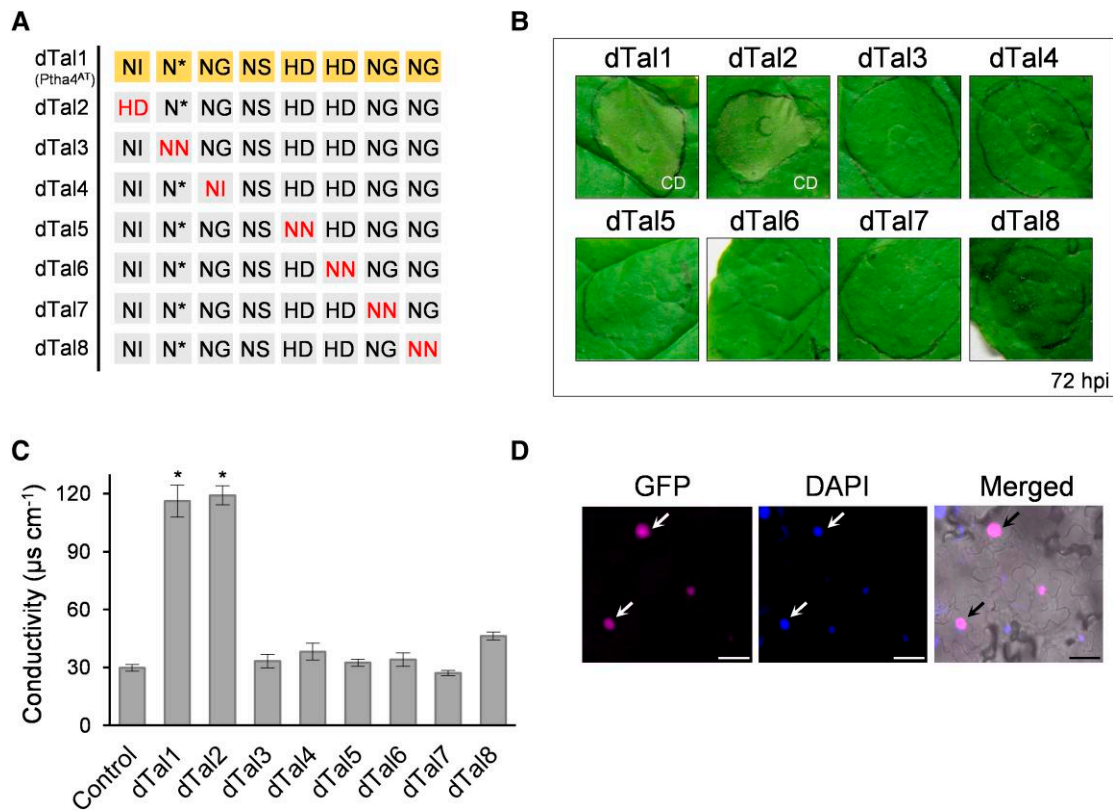 A
dTal1 NI N* NG NS HD HD NG NG
(Ptha4ᴬᵀ)
dTal2 HD N* NG NS HD HD NG NG
dTal3 NI NN NG NS HD HD NG NG
dTal4 NI N* NI NS HD HD NG NG
dTal5 NI N* NG NS NN HD NG NG
dTal6 NI N* NG NS HD NN NG NG
dTal7 NI N* NG NS HD HD NN NG
dTal8 NI N* NG NS HD HD NG NN
B
dTal1 dTal2 dTal3 dTal4
CD CD
dTal5 dTal6 dTal7 dTal8
72 hpi
C
Conductivity (µs cm⁻¹)
120
90
60
30
0
* *
Control dTal1 dTal2 dTal3 dTal4 dTal5 dTal6 dTal7 dTal8
D
GFP DAPI Merged